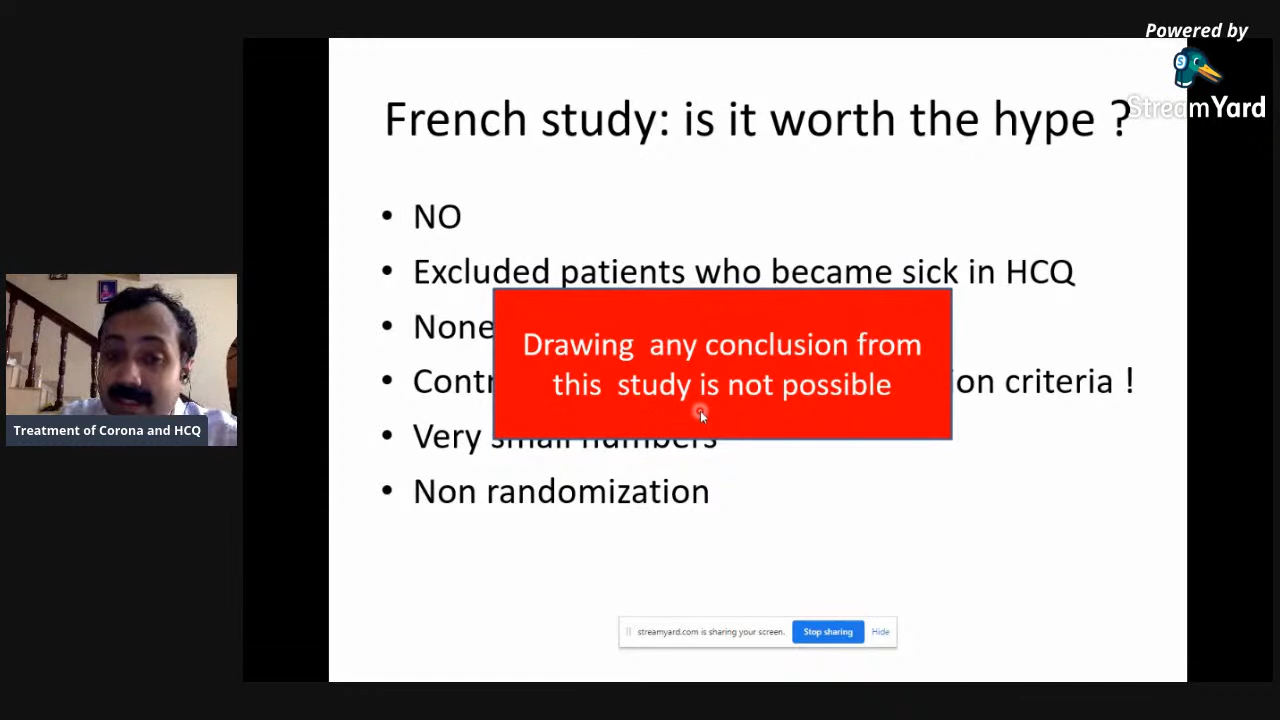 Powered by
StreamYard
French study: is it worth the hype ?
• NO
• Excluded patients who became sick in HCQ
• None
Drawing any conclusion from
this study is not possible
criteria !
• Very small numbers
• Non randomization
Treatment of Corona and HCQ
streamyard.com is sharing your screen.
Stop sharing
Hide